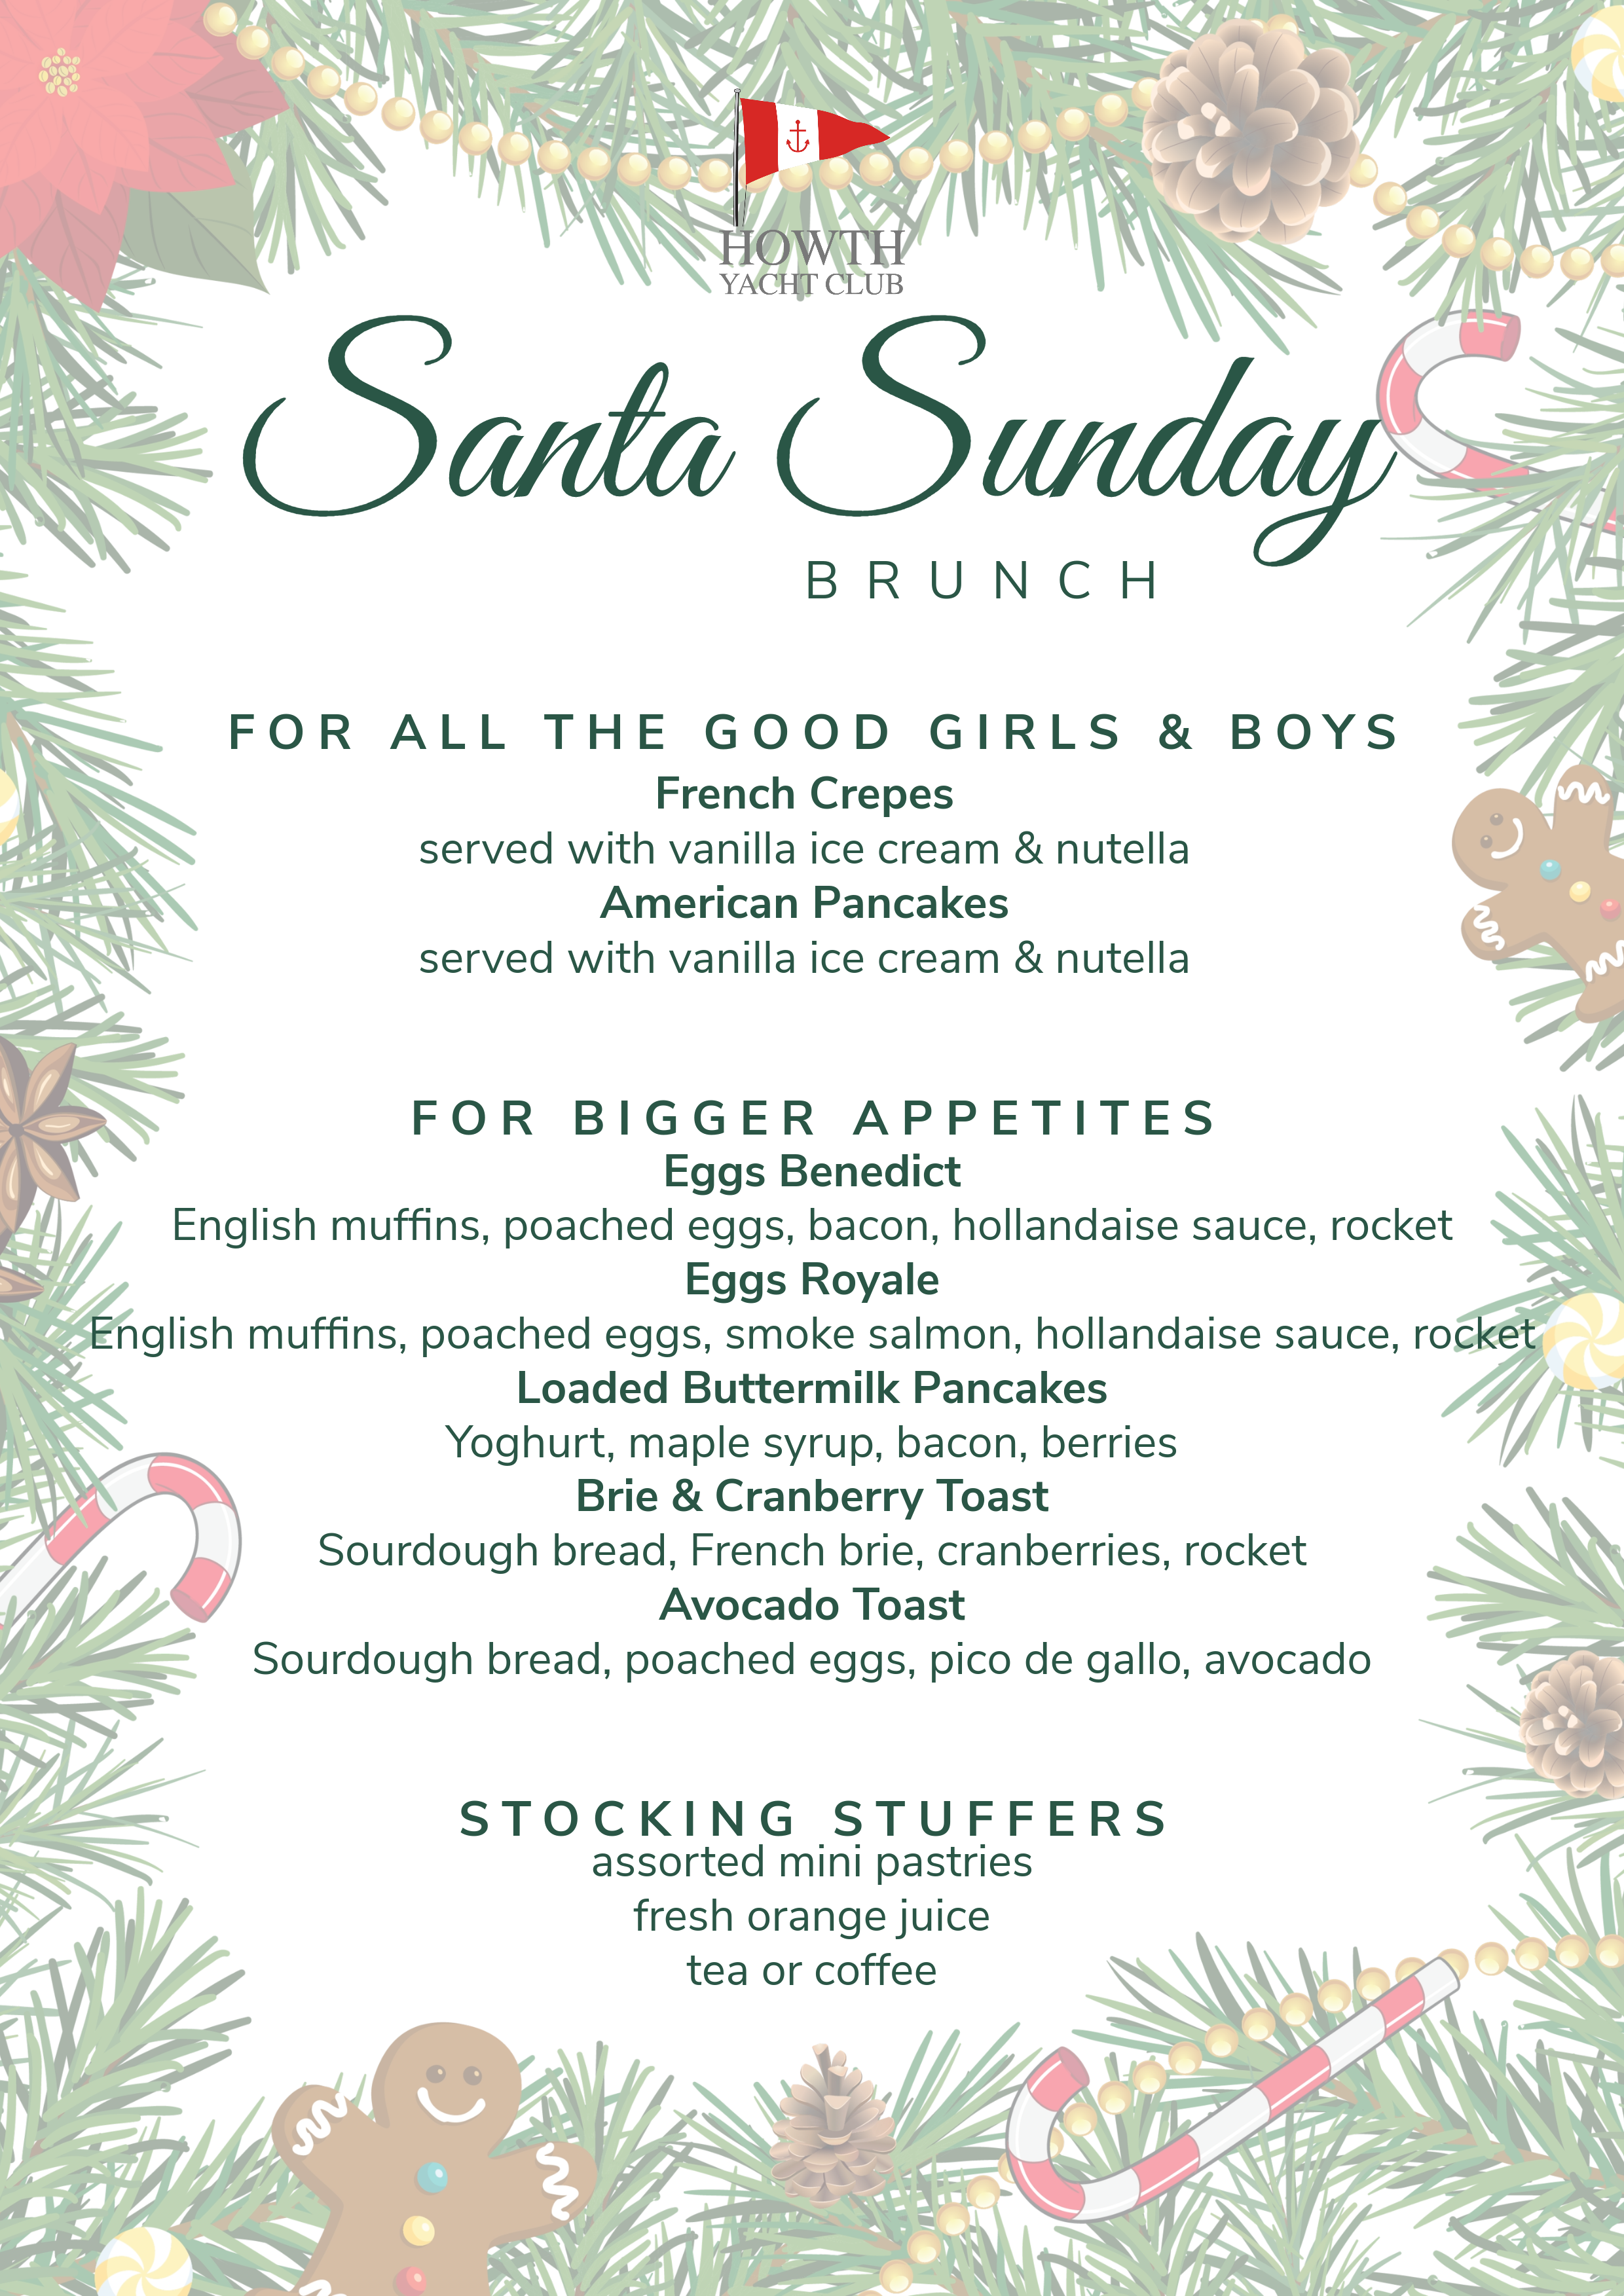 HOWTH
YACHT CLUB
Santa Sunday
BRUNCH
FOR ALL THE GOOD GIRLS & BOYS
French Crepes
served with vanilla ice cream & nutella
American Pancakes
served with vanilla ice cream & nutella
FOR BIGGER APPETITES
Eggs Benedict
English muffins, poached eggs, bacon, hollandaise sauce, rocket
Eggs Royale
English muffins, poached eggs, smoke salmon, hollandaise sauce, rocket
Loaded Buttermilk Pancakes
Yoghurt, maple syrup, bacon, berries
Brie & Cranberry Toast
Sourdough bread, French brie, cranberries, rocket
Avocado Toast
Sourdough bread, poached eggs, pico de gallo, avocado
STOCKING STUFFERS
assorted mini pastries
fresh orange juice
tea or coffee